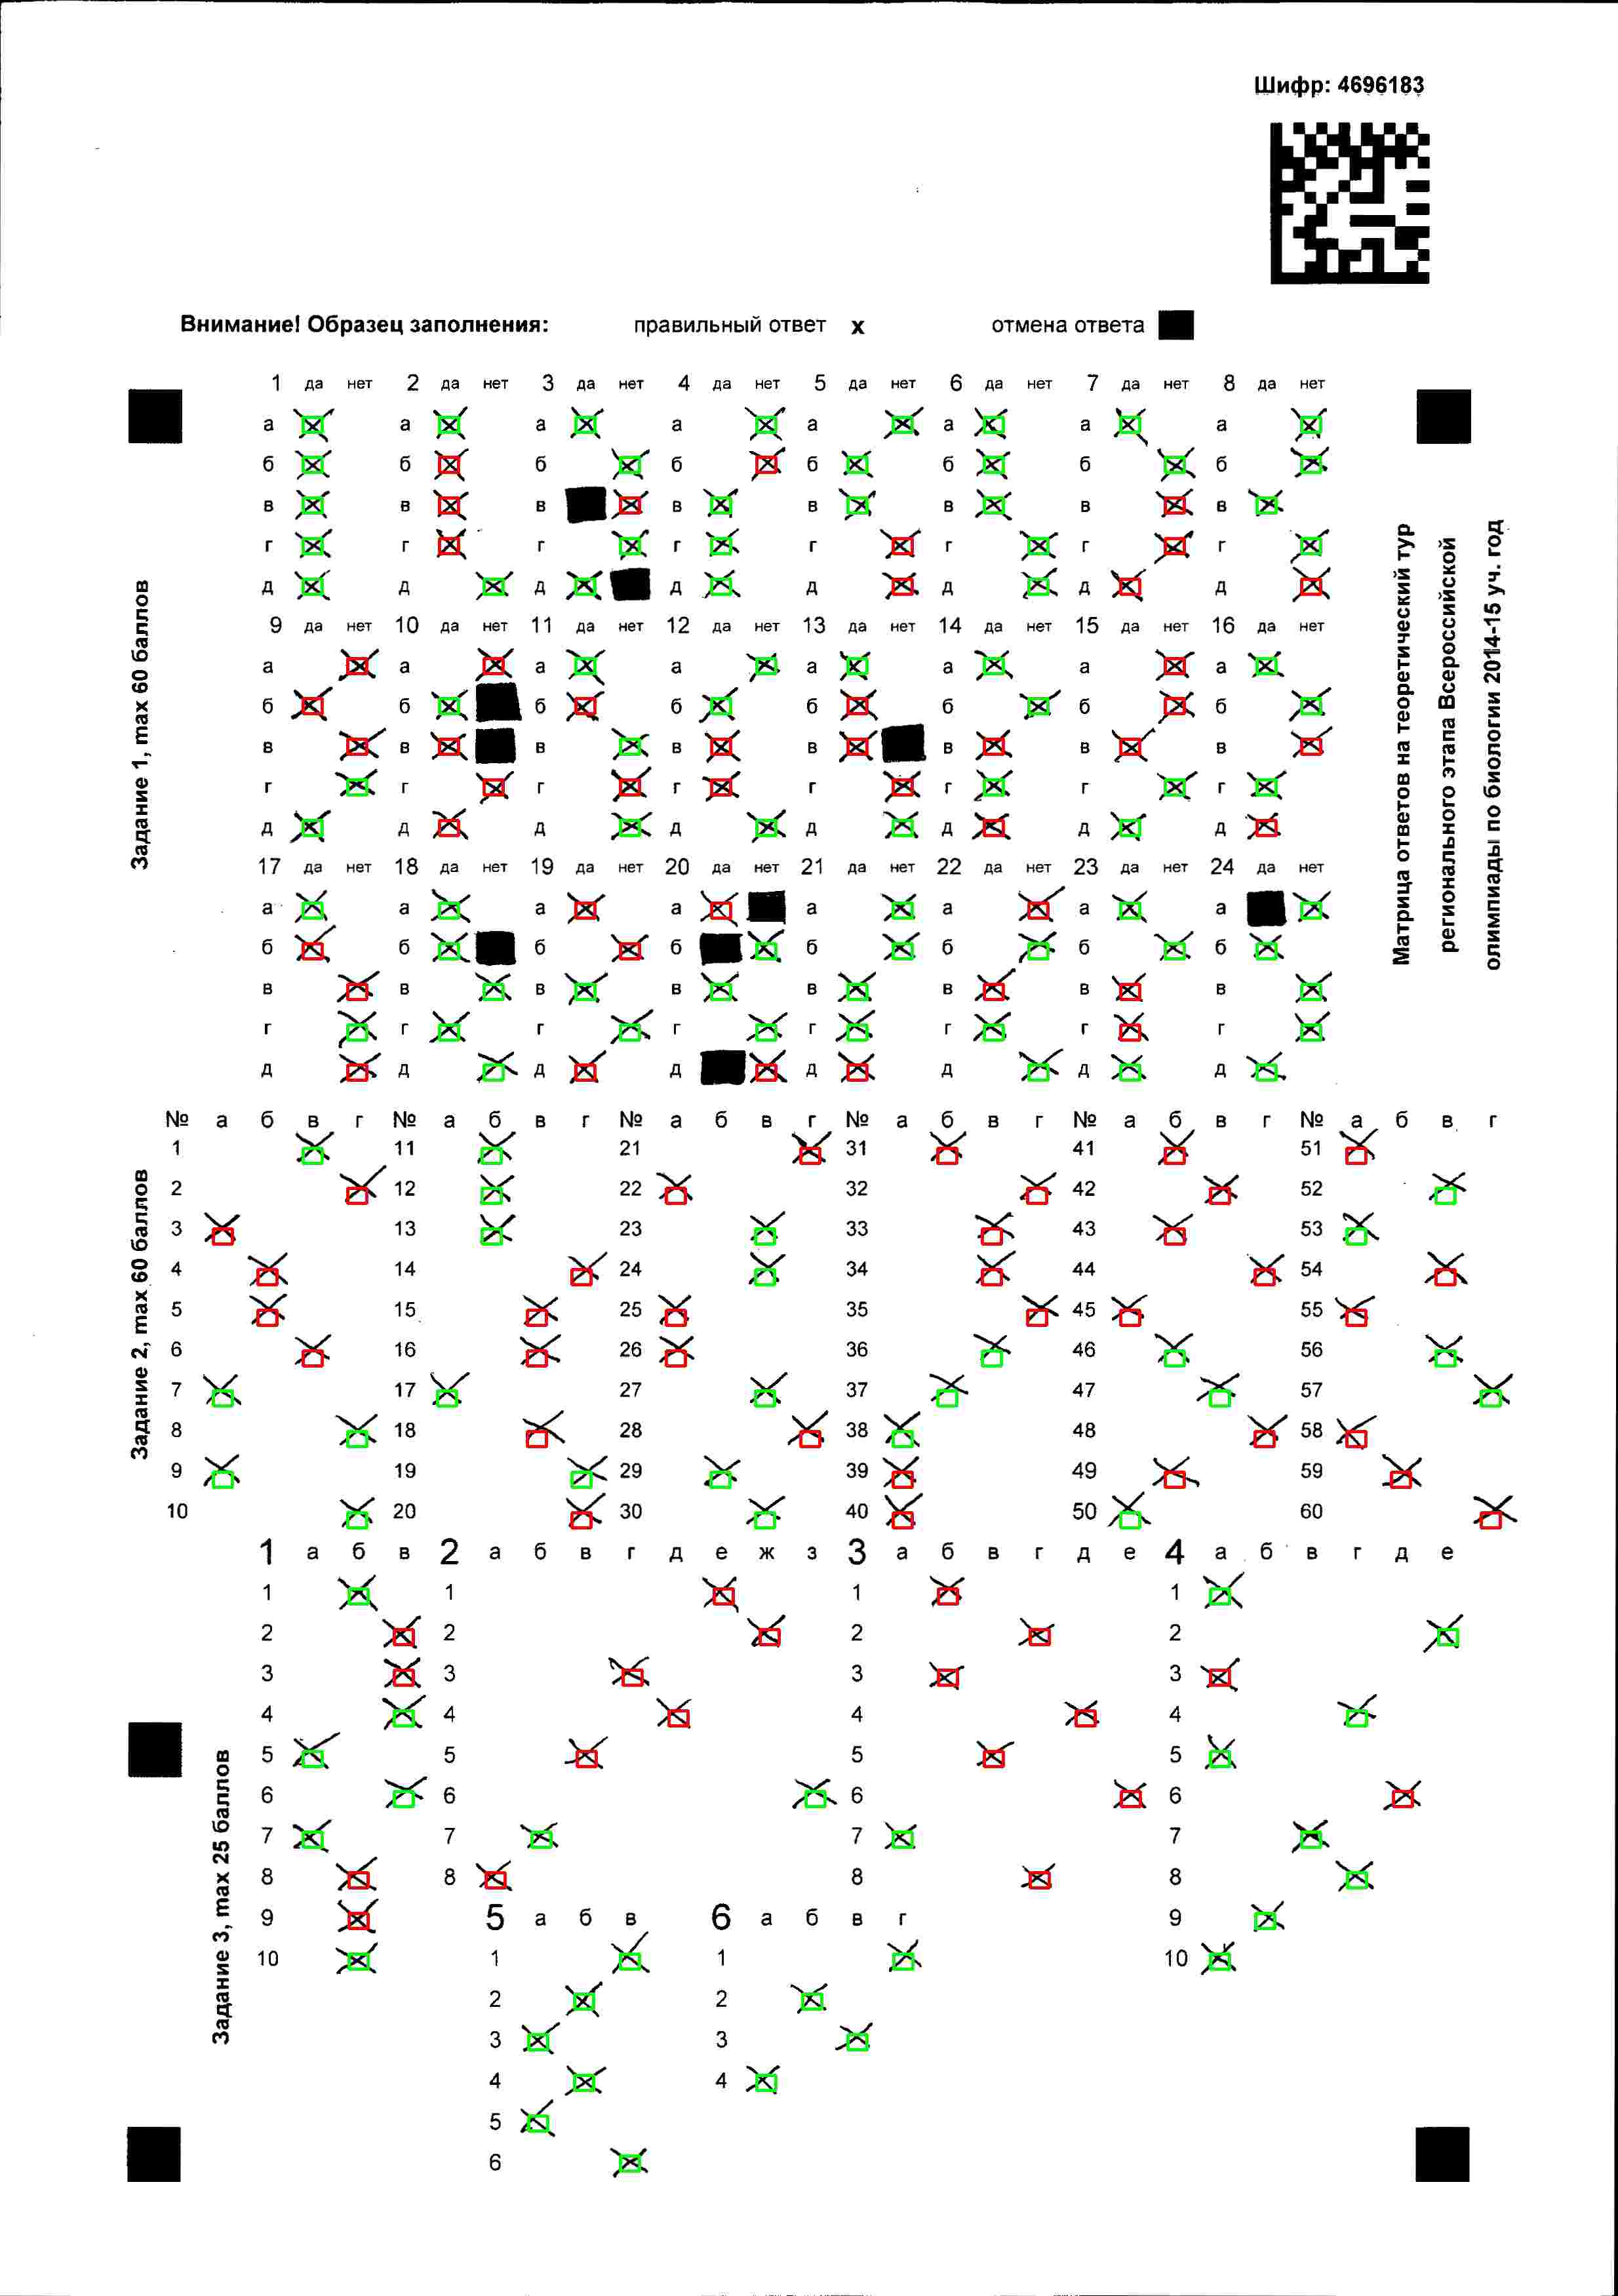 Шифр: 4696183
Внимание! Образец заполнения: правильный ответ х отмена ответа
Матрица ответов на теоретический тур
регионального этапа Всероссийской
олимпиады по биологии 2014-15 уч. год
Задание 1, max 60 баллов
1 да нет 2 да нет 3 да нет 4 да нет 5 да нет 6 да нет 7 да нет 8 да нет
а а а а а а а а
б б б б б б б б
в в в в в в в в
г г г г г г г г
д д д д д д д д
9 да нет 10 да нет 11 да нет 12 да нет 13 да нет 14 да нет 15 да нет 16 да нет
а а а а а а а а
б б б б б б б б
в в в в в в в в
г г г г г г г г
д д д д д д д д
17 да нет 18 да нет 19 да нет 20 да нет 21 да нет 22 да нет 23 да нет 24 да нет
а а а а а а а а
б б б б б б б б
в в в в в в в в
г г г г г г г г
д д д д д д д д
Задание 2, max 60 баллов
№ а б в г № а б в г № а б в г № а б в г № а б в г № а б в г
1 11 21 31 41 51
2 12 22 32 42 52
3 13 23 33 43 53
4 14 24 34 44 54
5 15 25 35 45 55
6 16 26 36 46 56
7 17 27 37 47 57
8 18 28 38 48 58
9 19 29 39 49 59
10 20 30 40 50 60
Задание 3, max 25 баллов
1 а б в 2 а б в г д е ж з 3 а б в г д е 4 а б в г д е
1 1 1 1
2 2 2 2
3 3 3 3
4 4 4 4
5 5 5 5
6 6 6 6
7 7 7 7
8 8 8 8
9 9
10 10
5 а б в 6 а б в г
1 1
2 2
3 3
4 4
5
6